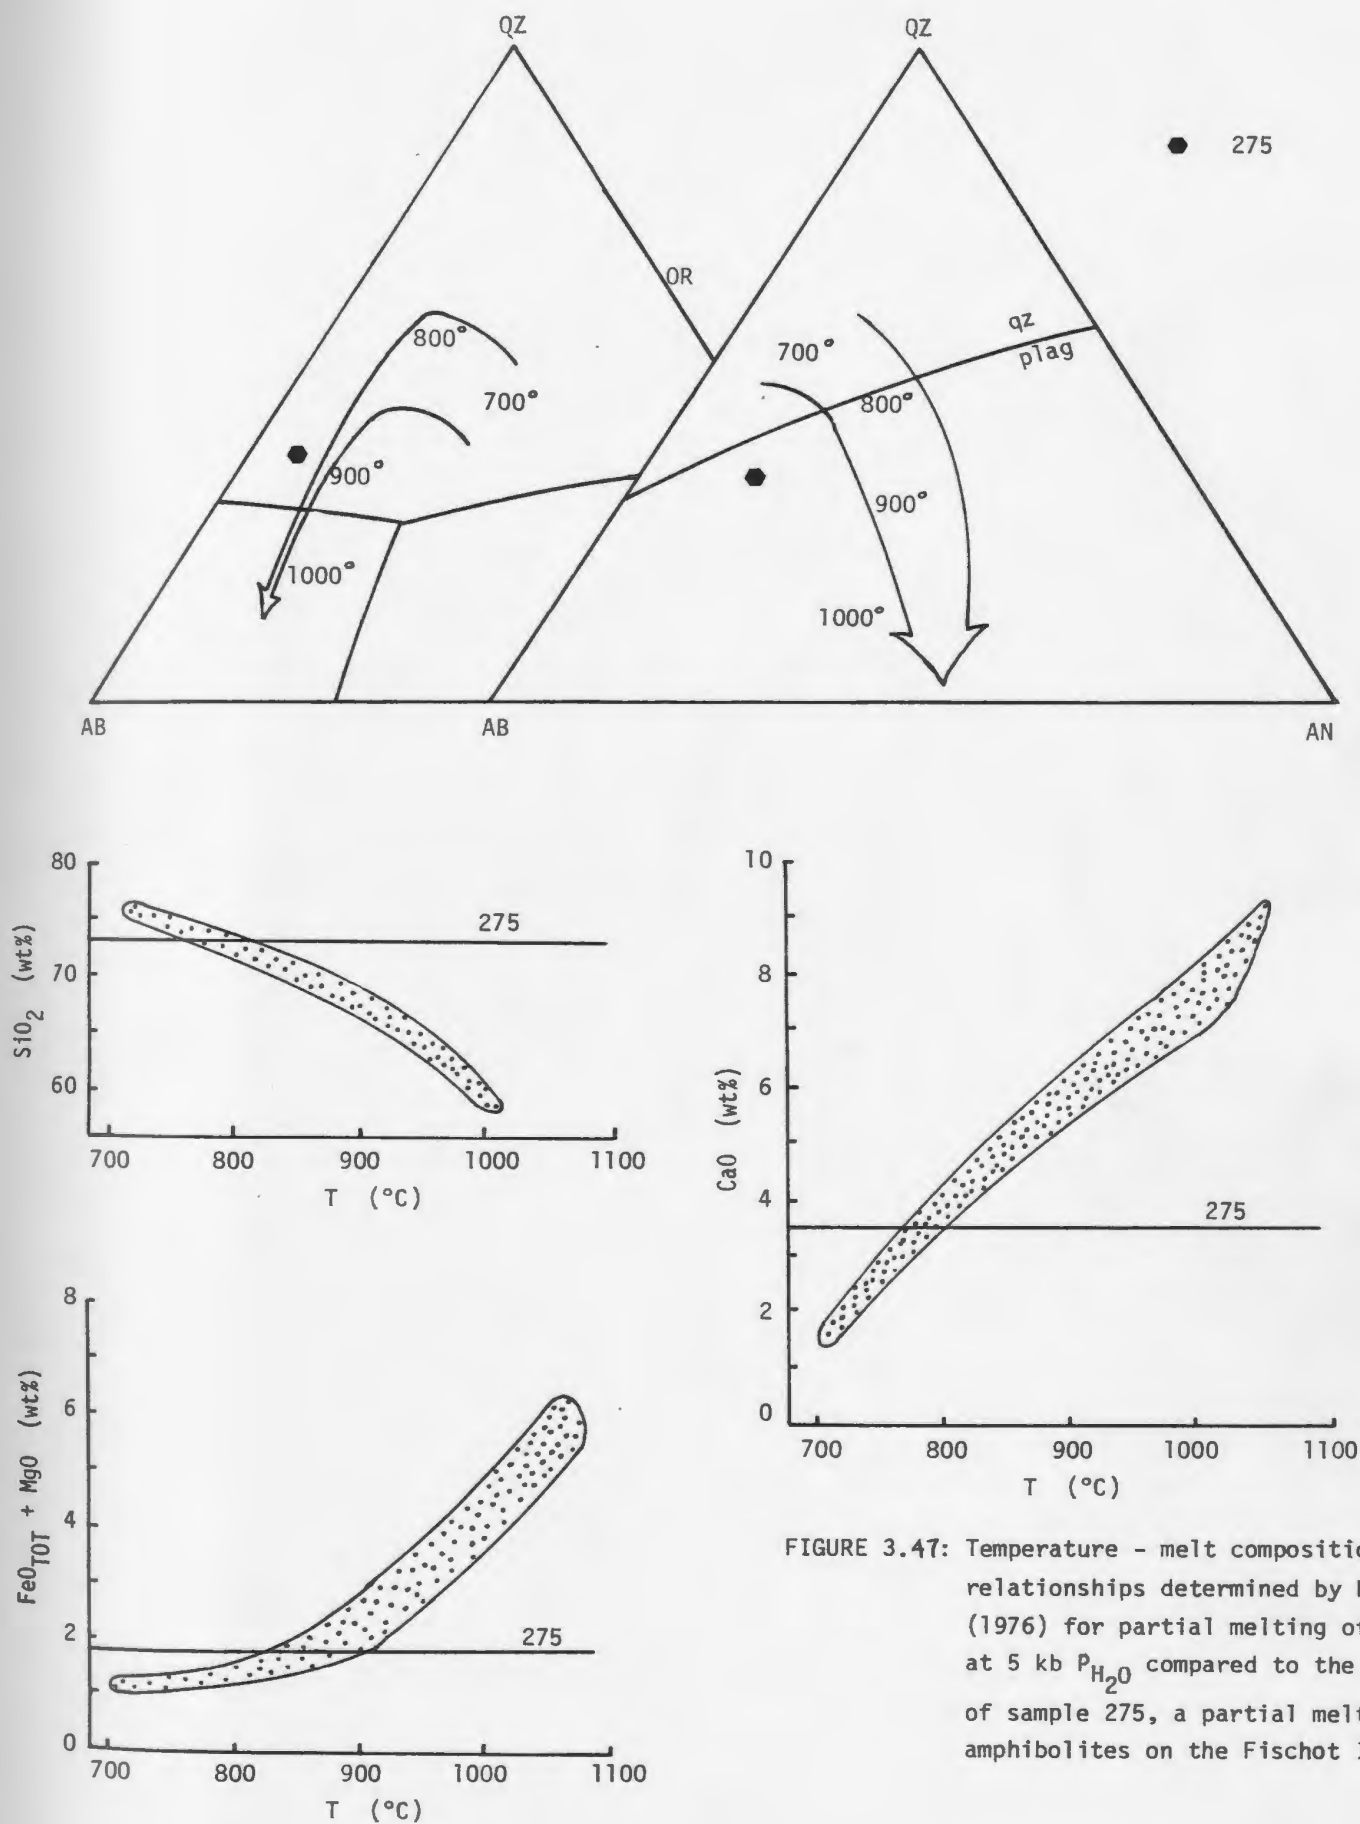 QZ
QZ
275
OR
800°
700°
qz
plag
700°
800°
900°
900°
1000°
1000°
AB
AB
AN
80
70
60
SiO2 (wt%)
275
700 800 900 1000 1100
T (°C)
10
8
6
4
2
0
CaO (wt%)
275
700 800 900 1000 1100
T (°C)
8
6
4
2
0
FeOTOT + MgO (wt%)
275
700 800 900 1000 1100
T (°C)
FIGURE 3.47: Temperature - melt
relationships determined by
(1976) for partial melting
at 5 kb PH2O compared to the
of sample 275, a partial
amphibolites on the Fischot